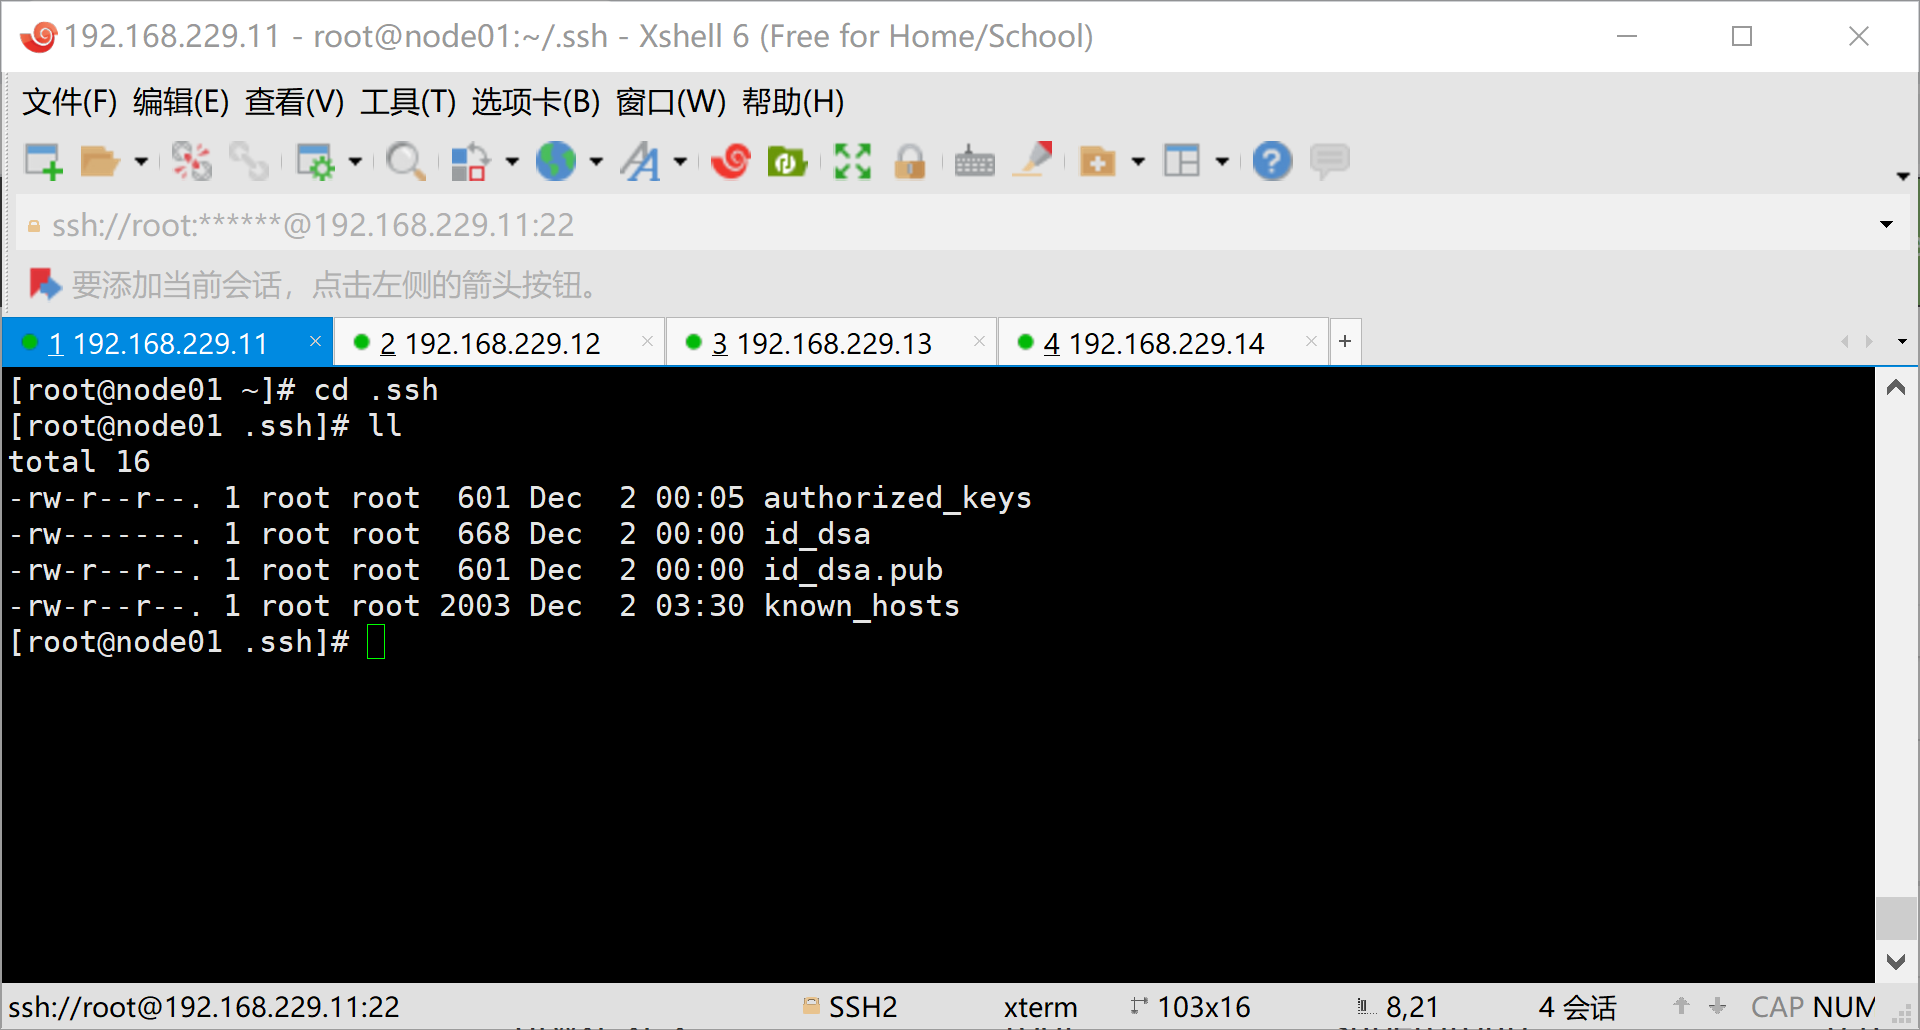 192.168.229.11 - root@node01:~/.ssh - Xshell 6 (Free for Home/School)
文件(F) 编辑(E) 查看(V) 工具(T) 选项卡(B) 窗口(W) 帮助(H)
ssh://root:******@192.168.229.11:22
要添加当前会话，点击左侧的箭头按钮。
1 192.168.229.11 × 2 192.168.229.12 × 3 192.168.229.13 × 4 192.168.229.14 × +
[root@node01 ~]# cd .ssh
[root@node01 .ssh]# ll
total 16
-rw-r--r--. 1 root root  601 Dec  2 00:05 authorized_keys
-rw-------. 1 root root  668 Dec  2 00:00 id_dsa
-rw-r--r--. 1 root root  601 Dec  2 00:00 id_dsa.pub
-rw-r--r--. 1 root root 2003 Dec  2 03:30 known_hosts
[root@node01 .ssh]#
ssh://root@192.168.229.11:22 SSH2 xterm 103x16 8,21 4 会话 CAP NUM